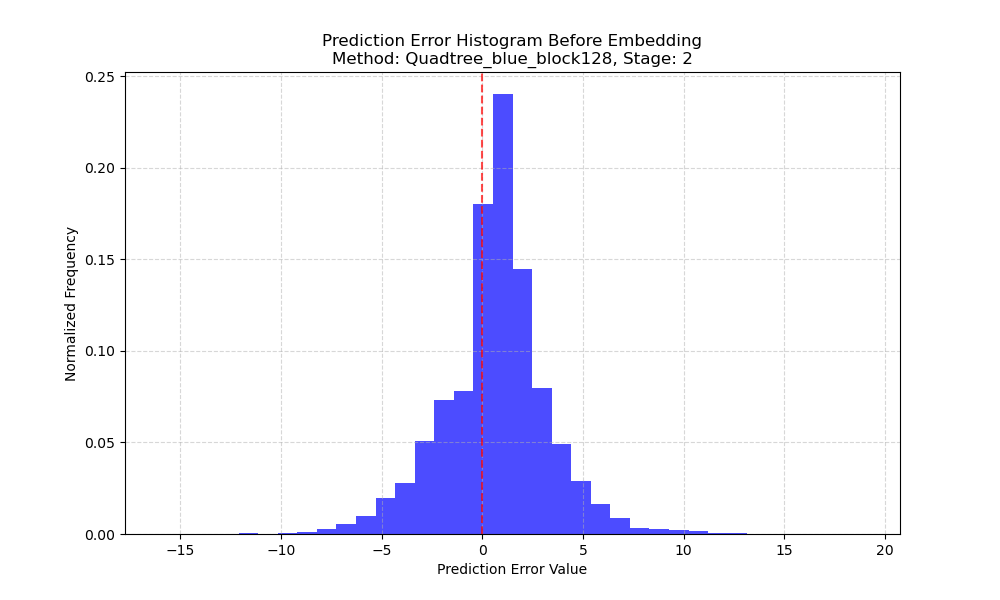 Prediction Error Histogram Before Embedding
Method: Quadtree_blue_block128, Stage: 2
Normalized Frequency
0.25
0.20
0.15
0.10
0.05
0.00
−15 −10 −5 0 5 10 15 20
Prediction Error Value